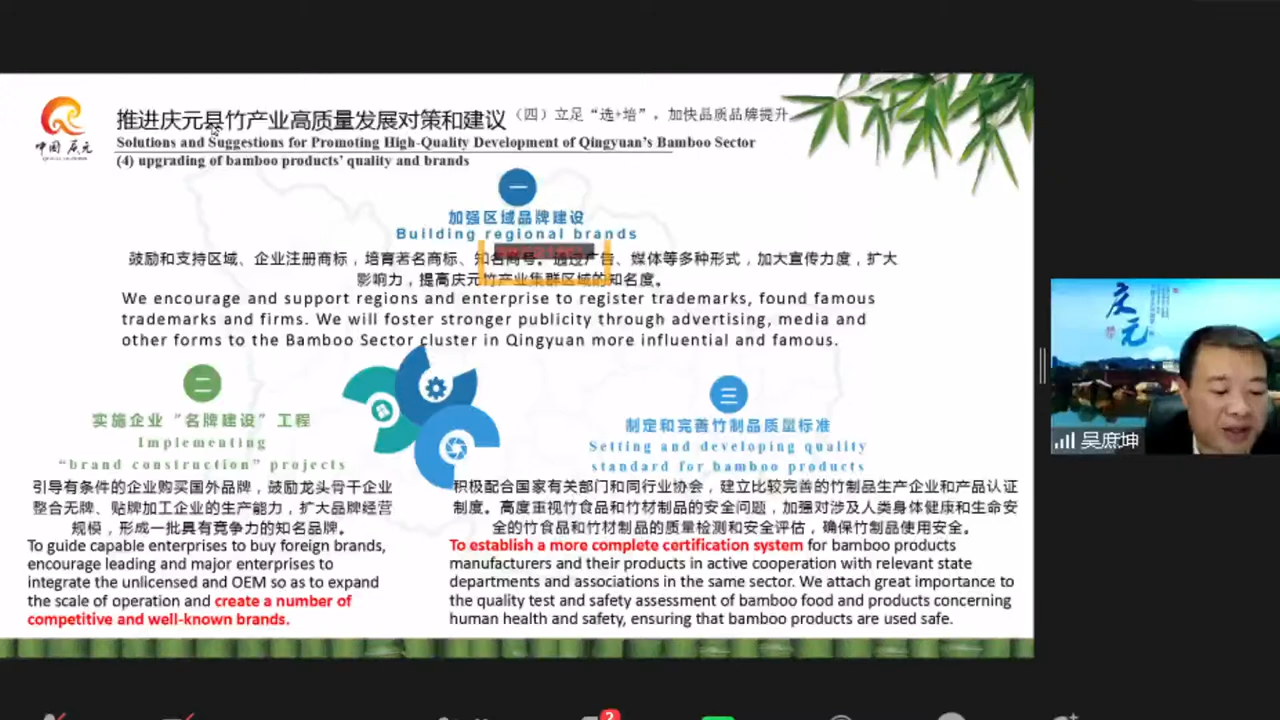 推进庆元县竹产业高质量发展对策和建议（四）立足“选+培”，加快品质品牌提升
Solutions and Suggestions for Promoting High-Quality Development of Qingyuan's Bamboo Sector
(4) upgrading of bamboo products' quality and brands
中国 庆元
一
加强区域品牌建设
Building regional brands
鼓励和支持区域、企业注册商标，培育著名商标、知名商号。通过广告、媒体等多种形式，加大宣传力度，扩大
影响力，提高庆元竹产业集群区域的知名度。
We encourage and support regions and enterprise to register trademarks, found famous
trademarks and firms. We will foster stronger publicity through advertising, media and
other forms to the Bamboo Sector cluster in Qingyuan more influential and famous.
二
实施企业“名牌建设”工程
Implementing
“brand construction” projects
引导有条件的企业购买国外品牌，鼓励龙头骨干企业
整合无牌、贴牌加工企业的生产能力，扩大品牌经营
规模，形成一批具有竞争力的知名品牌。
To guide capable enterprises to buy foreign brands,
encourage leading and major enterprises to
integrate the unlicensed and OEM so as to expand
the scale of operation and create a number of
competitive and well-known brands.
三
制定和完善竹制品质量标准
Setting and developing quality
standard for bamboo products
积极配合国家有关部门和同行业协会，建立比较完善的竹制品生产企业和产品认证
制度。高度重视竹食品和竹材制品的安全问题，加强对涉及人类身体健康和生命安
全的竹食品和竹材制品的质量检测和安全评估，确保竹制品使用安全。
To establish a more complete certification system for bamboo products
manufacturers and their products in active cooperation with relevant state
departments and associations in the same sector. We attach great importance to
the quality test and safety assessment of bamboo food and products concerning
human health and safety, ensuring that bamboo products are used safe.
庆元
吴庶坤
2